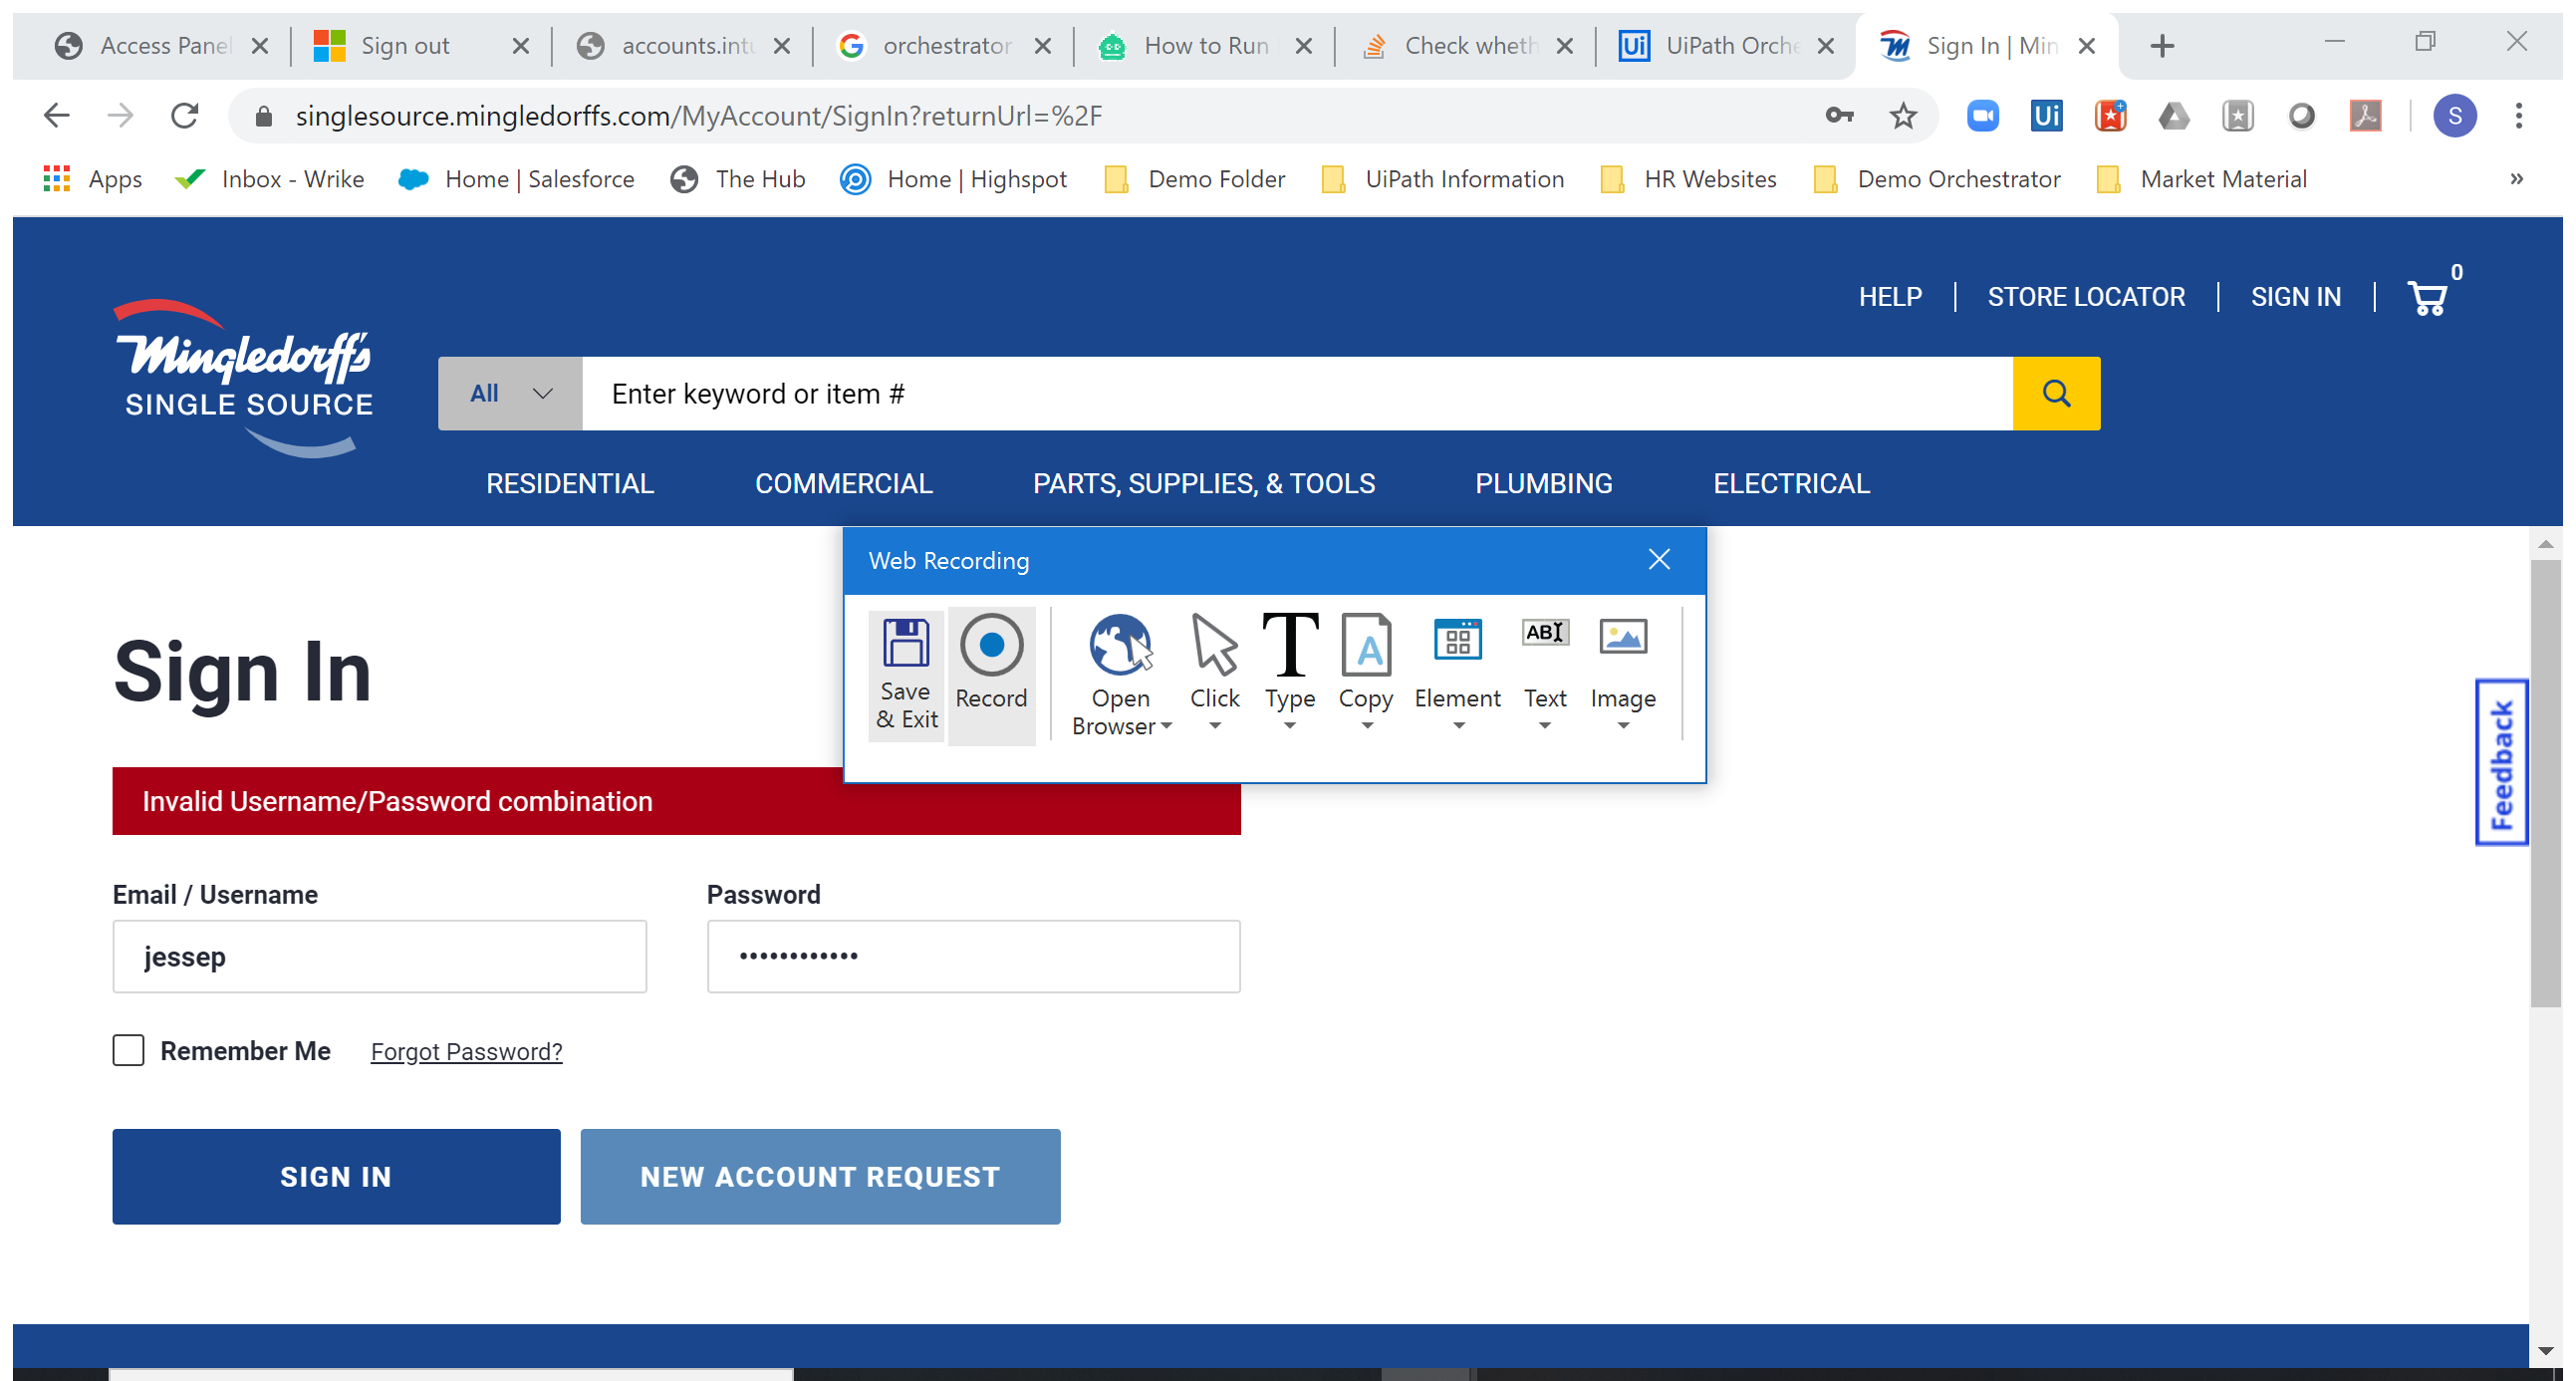 Access Pane
Sign out
accounts.intu
orchestrator
How to Run
Check wheth
UiPath Orche
Sign In | Min
singlesource.mingledorffs.com/MyAccount/SignIn?returnUrl=%2F
S
Apps
Inbox - Wrike
Home | Salesforce
The Hub
Home | Highspot
Demo Folder
UiPath Information
HR Websites
Demo Orchestrator
Market Material
»
HELP
STORE LOCATOR
SIGN IN
0
Mingledorff's
SINGLE SOURCE
All
Enter keyword or item #
RESIDENTIAL
COMMERCIAL
PARTS, SUPPLIES, & TOOLS
PLUMBING
ELECTRICAL
Web Recording
Save
& Exit
Record
Open
Browser
Click
Type
Copy
Element
Text
Image
Sign In
Invalid Username/Password combination
Email / Username
Password
jessep
••••••••••••
Remember Me
Forgot Password?
SIGN IN
NEW ACCOUNT REQUEST
Feedback